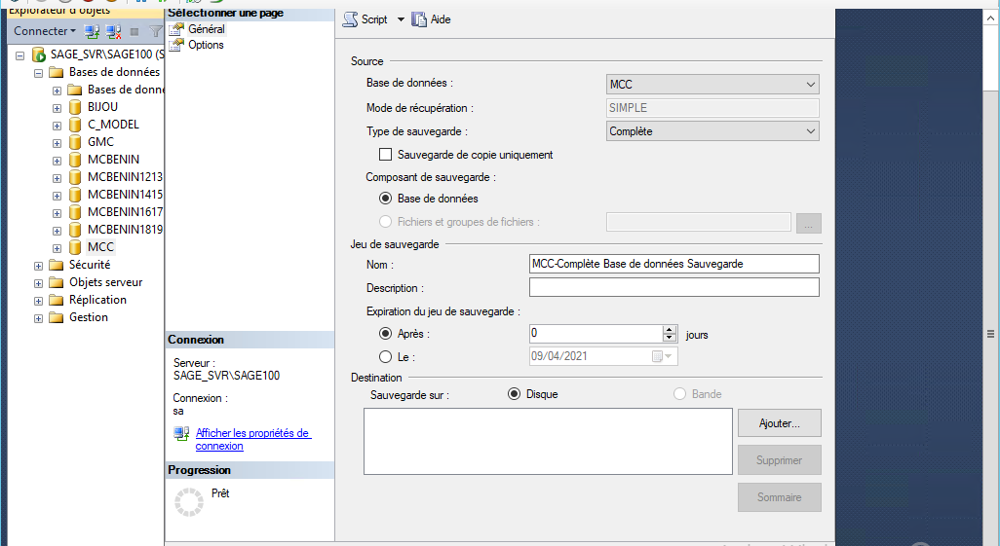 Explorateur d'objets
Connecter
SAGE_SVR\SAGE100 (S
Bases de données
Bases de donné
BIJOU
C_MODEL
GMC
MCBENIN
MCBENIN1213
MCBENIN1415
MCBENIN1617
MCBENIN1819
MCC
Sécurité
Objets serveur
Réplication
Gestion
Sélectionner une page
Général
Options
Connexion
Serveur :
SAGE_SVR\SAGE100
Connexion :
sa
Afficher les propriétés de
connexion
Progression
Prêt
Script Aide
Source
Base de données : MCC
Mode de récupération : SIMPLE
Type de sauvegarde : Complète
Sauvegarde de copie uniquement
Composant de sauvegarde :
Base de données
Fichiers et groupes de fichiers : ...
Jeu de sauvegarde
Nom : MCC-Complète Base de données Sauvegarde
Description :
Expiration du jeu de sauvegarde :
Après : 0 jours
Le : 09/04/2021
Destination
Sauvegarde sur : Disque Bande
Ajouter...
Supprimer
Sommaire